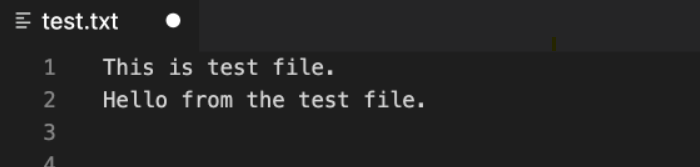 test.txt
1 This is test file.
2 Hello from the test file.
3
4